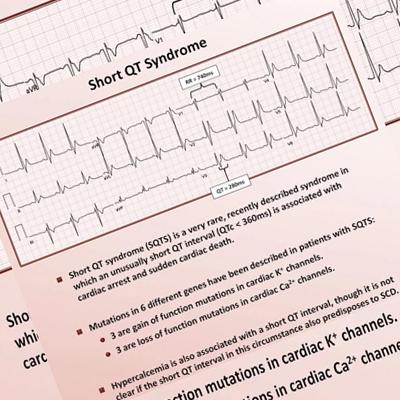 aVR
V1
Short QT Syndrome
RR = 740ms
QT = 280ms
Short QT syndrome (SQTS) is a very rare, recently described syndrome in
which an unusually short QT interval (QTc < 360ms) is associated with
cardiac arrest and sudden cardiac death.
Mutations in 6 different genes have been described in patients with SQTS:
3 are gain of function mutations in cardiac K⁺ channels.
3 are loss of function mutations in cardiac Ca²⁺ channels.
Hypercalcemia is also associated with a short QT interval, though it is not
clear if the short QT interval in this circumstance also predisposes to SCD.
Sho
whi
card
ction mutations in cardiac K⁺ channels.
nctions in cardiac Ca²⁺ channe